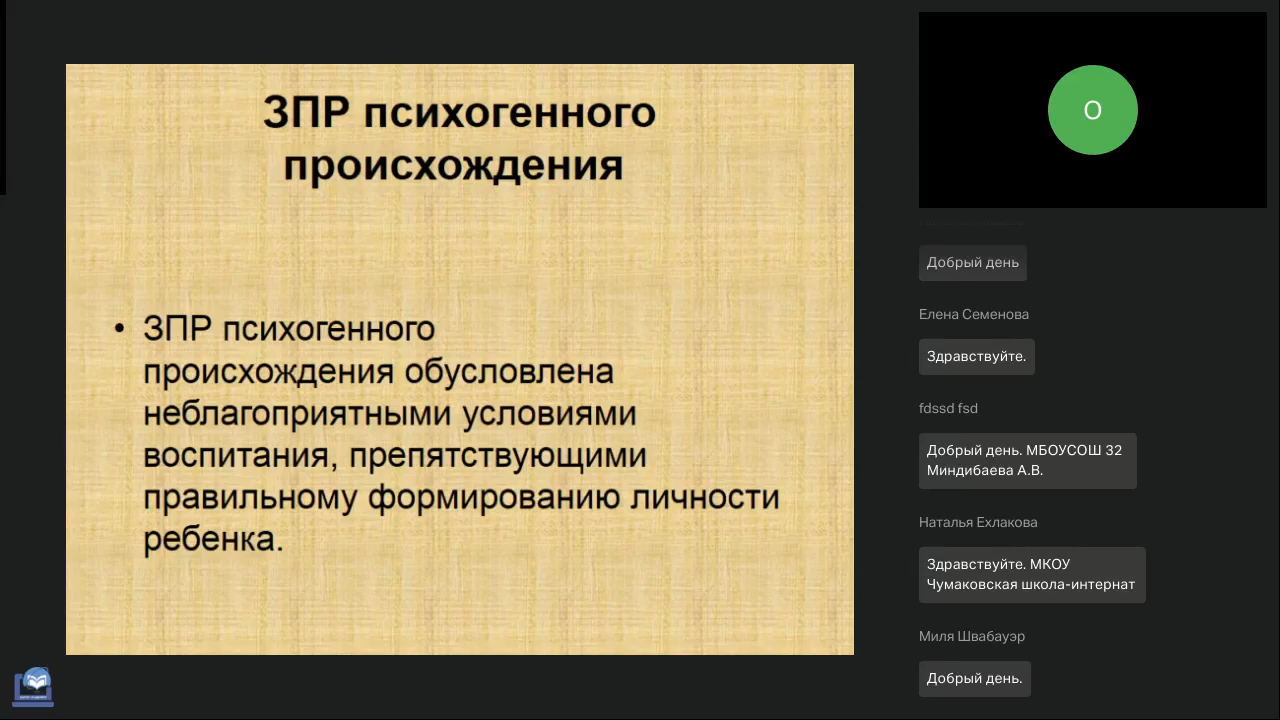 ЗПР психогенного
происхождения
• ЗПР психогенного
происхождения обусловлена
неблагоприятными условиями
воспитания, препятствующими
правильному формированию личности
ребенка.
О
Добрый день
Елена Семенова
Здравствуйте.
fdssd fsd
Добрый день. МБОУСОШ 32
Миндибаева А.В.
Наталья Ехлакова
Здравствуйте. МКОУ
Чумаковская школа-интернат
Миля Швабауэр
Добрый день.